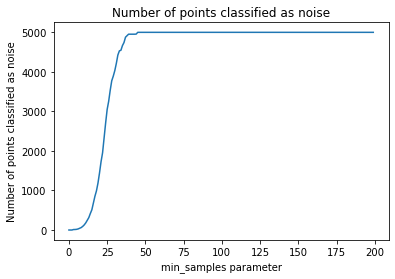 Number of points classified as noise
Number of points classified as noise
5000
4000
3000
2000
1000
0
0 25 50 75 100 125 150 175 200
min_samples parameter